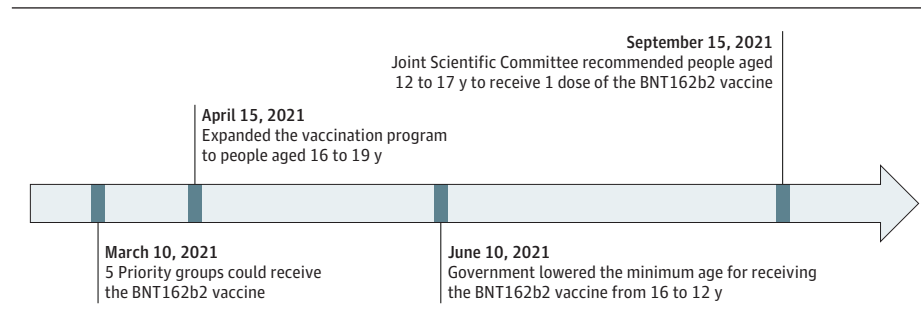 September 15, 2021
Joint Scientific Committee recommended people aged
12 to 17 y to receive 1 dose of the BNT162b2 vaccine
April 15, 2021
Expanded the vaccination program
to people aged 16 to 19 y
March 10, 2021
5 Priority groups could receive
the BNT162b2 vaccine
June 10, 2021
Government lowered the minimum age for receiving
the BNT162b2 vaccine from 16 to 12 y